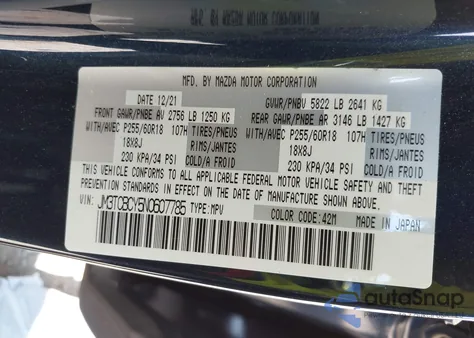 MFD. BY MAZDA MOTOR CORPORATION
DATE 12/21
GVWR/PNBV 5822 LB 2641 KG
FRONT GAWR/PNBE AV 2756 LB 1250 KG
REAR GAWR/PNBE AR 3146 LB 1427 KG
WITH/AVEC P255/60R18 107H TIRES/PNEU
WITH/AVEC P255/60R18 107H TIRES/PNEU
18X8J RIMS/JANTES
18X8J RIMS/JANTES
230 KPA/34 PSI COLD/A FROID
230 KPA/34 PSI COLD/A FROID
THIS VEHICLE CONFORMS TO ALL APPLICABLE FEDERAL MOTOR VEHICLE SAFETY AND THEFT
PREVENTION STANDARDS IN EFFECT ON THE DATE OF MANUFACTURE SHOWN ABOVE.
VIN: JM3TCBCY5N0607785 TYPE:MPV
COLOR CODE: 42M
MADE IN JAPAN
autoSnap